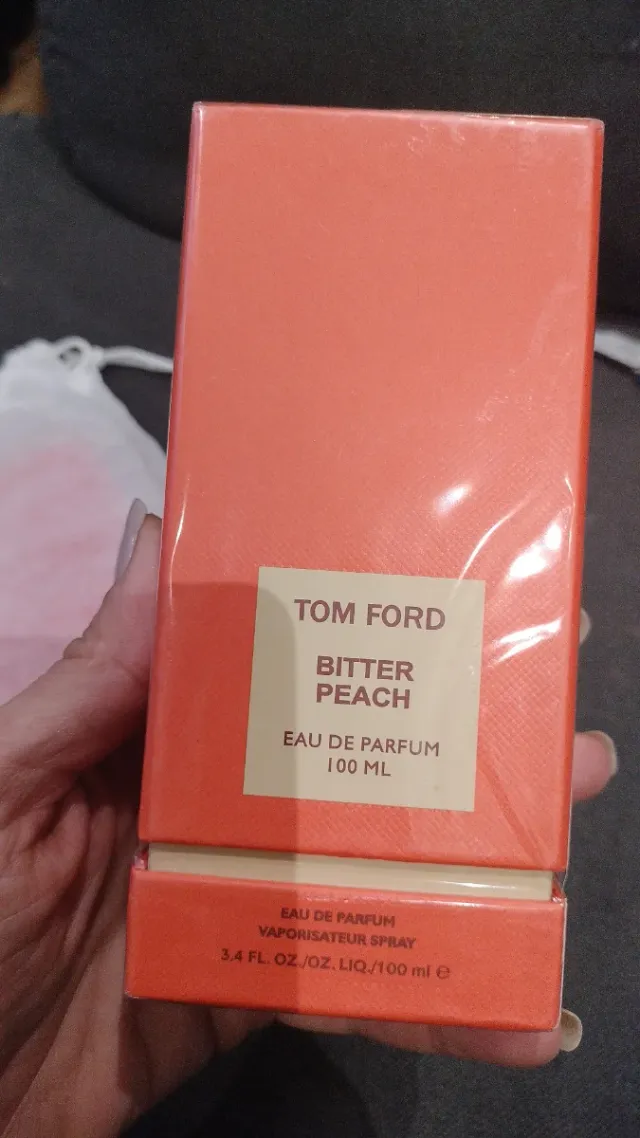 TOM FORD
BITTER
PEACH
EAU DE PARFUM
100 ML
EAU DE PARFUM
VAPORISATEUR SPRAY
3.4 FL. OZ./OZ. LIQ./100 ml ℮